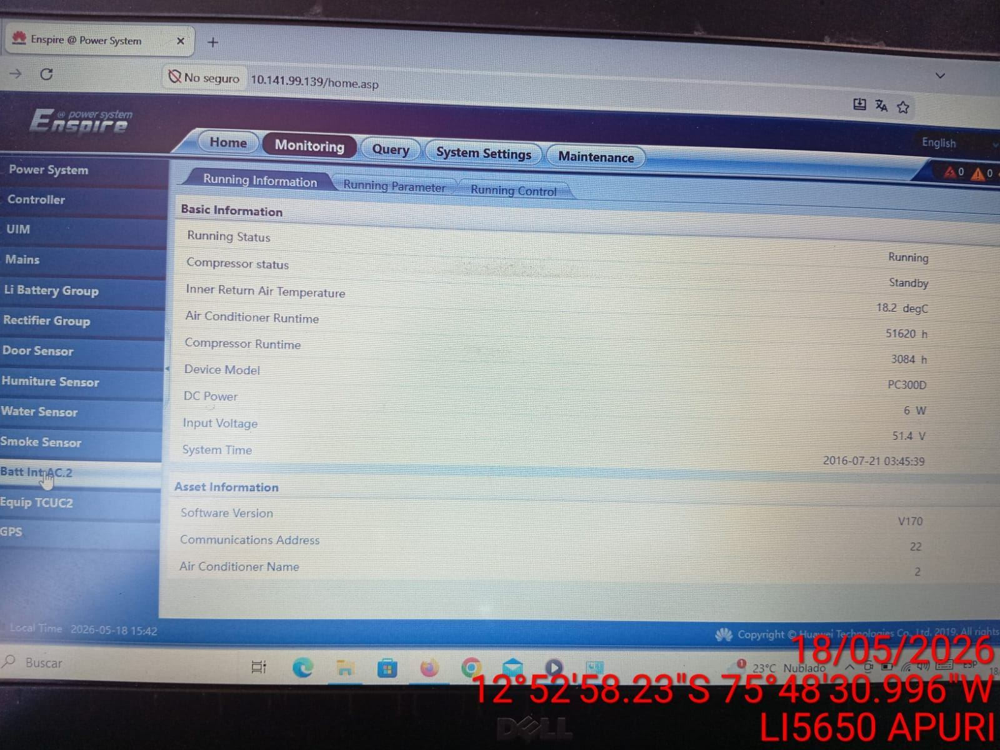 Enspire @ Power System
No seguro 10.141.99.139/home.asp
Enspire @ power system
English
Home Monitoring Query System Settings Maintenance
0 0
Power System
Controller
UIM
Mains
Li Battery Group
Rectifier Group
Door Sensor
Humiture Sensor
Water Sensor
Smoke Sensor
Batt Int AC.2
Equip TCUC2
GPS
Running Information Running Parameter Running Control
Basic Information
Running Status Running
Compressor status Standby
Inner Return Air Temperature 18.2 degC
Air Conditioner Runtime 51620 h
Compressor Runtime 3084 h
Device Model PC300D
DC Power 6 W
Input Voltage 51.4 V
System Time 2016-07-21 03:45:39
Asset Information
Software Version V170
Communications Address 22
Air Conditioner Name 2
Local Time 2026-05-18 15:42
Copyright © Huawei Technologies Co., Ltd. 2019. All rights
Buscar
1
23°C Nublado
ESP
18/05/2026
12°52'58.23"S 75°48'30.996"W
LI5650 APURI
DELL